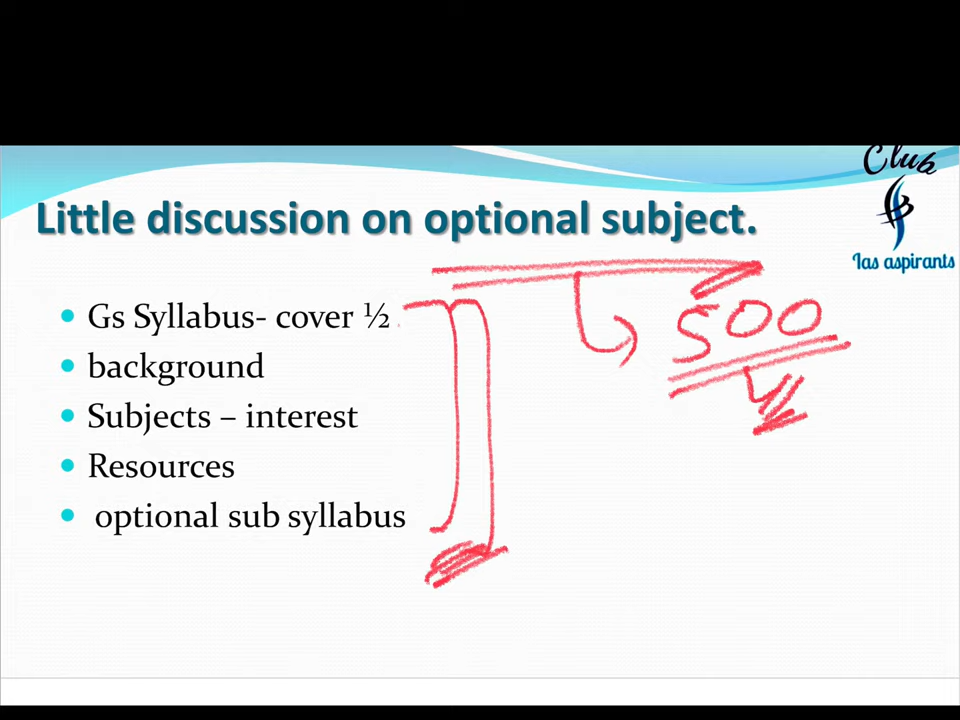 Club
Ias aspirants
Little discussion on optional subject.
Gs Syllabus- cover ½
500
background
Subjects – interest
Resources
optional sub syllabus